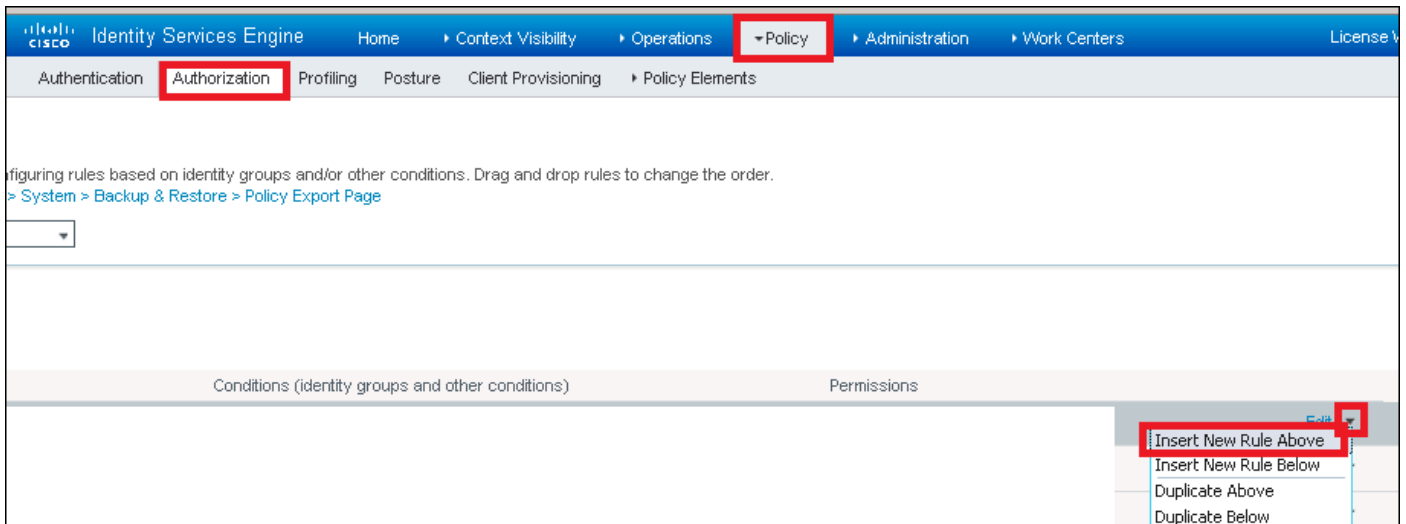 cisco Identity Services Engine Home Context Visibility Operations Policy Administration Work Centers License
Authentication Authorization Profiling Posture Client Provisioning Policy Elements
figuring rules based on identity groups and/or other conditions. Drag and drop rules to change the order.
> System > Backup & Restore > Policy Export Page
Conditions (identity groups and other conditions) Permissions
Edit
Insert New Rule Above
Insert New Rule Below
Duplicate Above
Duplicate Below